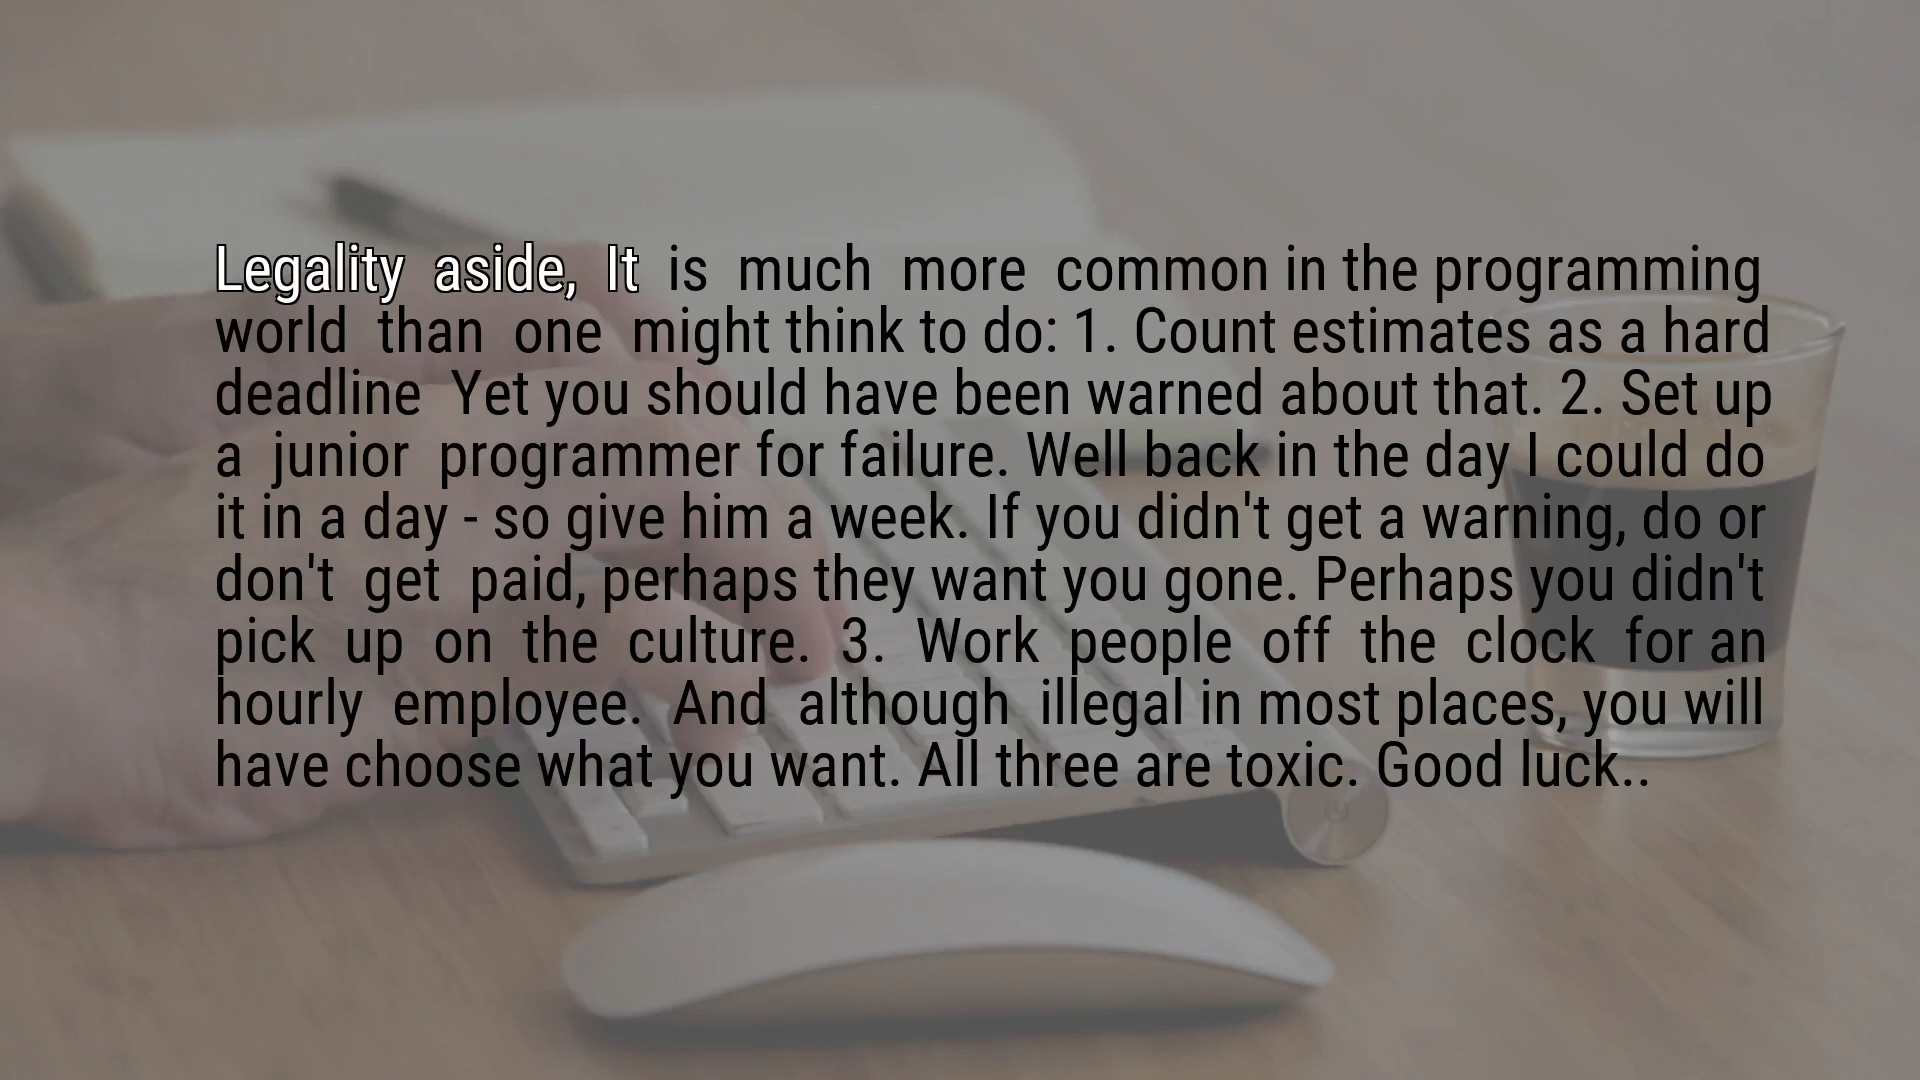 Legality aside, It is much more common in the programming
world than one might think to do: 1. Count estimates as a hard
deadline Yet you should have been warned about that. 2. Set up
a junior programmer for failure. Well back in the day I could do
it in a day - so give him a week. If you didn't get a warning, do or
don't get paid, perhaps they want you gone. Perhaps you didn't
pick up on the culture. 3. Work people off the clock for an
hourly employee. And although illegal in most places, you will
have choose what you want. All three are toxic. Good luck..